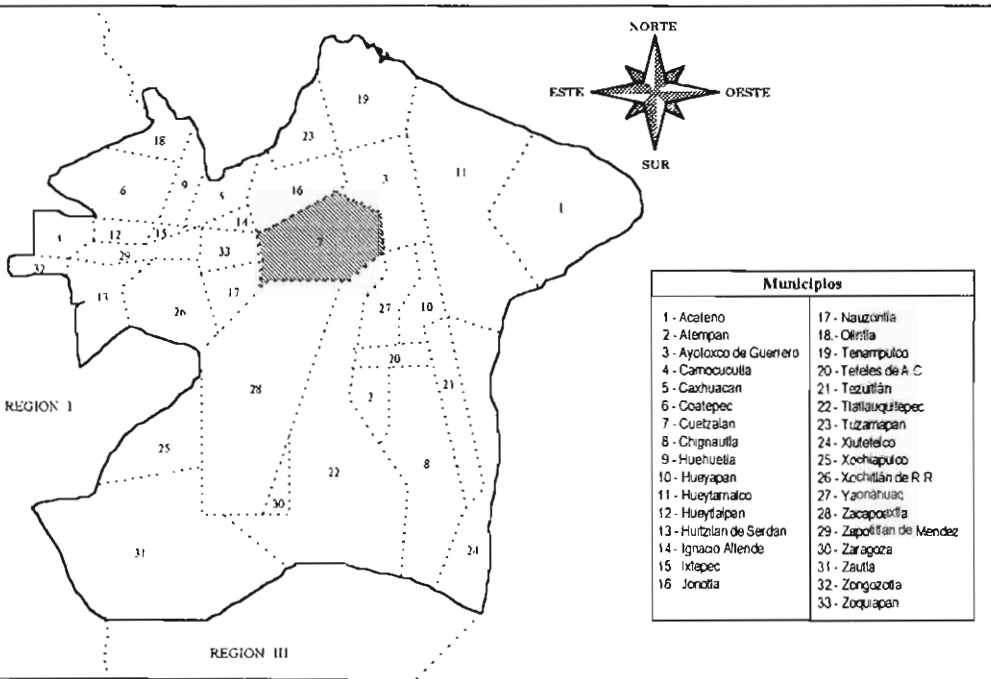 NORTE
ESTE
OESTE
SUR
19
23
18
3
11
6
9
5
16
1
14
12
15
4
29
33
7
32
13
17
26
27
10
20
28
2
21
REGION I
25
22
8
30
31
24
REGION III
Municipios
1 - Acateno
2 - Atempan
3 - Ayotoxco de Guerrero
4 - Camocucutla
5 - Caxhuacan
6 - Coatepec
7 - Cuetzalan
8 - Chignautla
9 - Huehuetla
10 - Hueyapan
11 - Hueytamalco
12 - Hueytlalpan
13 - Huitzilan de Serdan
14 - Ignacio Allende
15 Ixtepec
16 Jonotla
17 - Nauzontla
18 - Olintla
19 - Tenampulco
20 - Teteles de A C
21 - Teziutlán
22 - Tlatlauquitepec
23 - Tuzamapan
24 - Xiutetelco
25 - Xochiapulco
26 - Xochitlán de R R
27 - Yaonáhuac
28 - Zacapoaxtla
29 - Zapotitlán de Mendez
30 - Zaragoza
31 - Zautla
32 - Zongozotla
33 - Zoquiapan